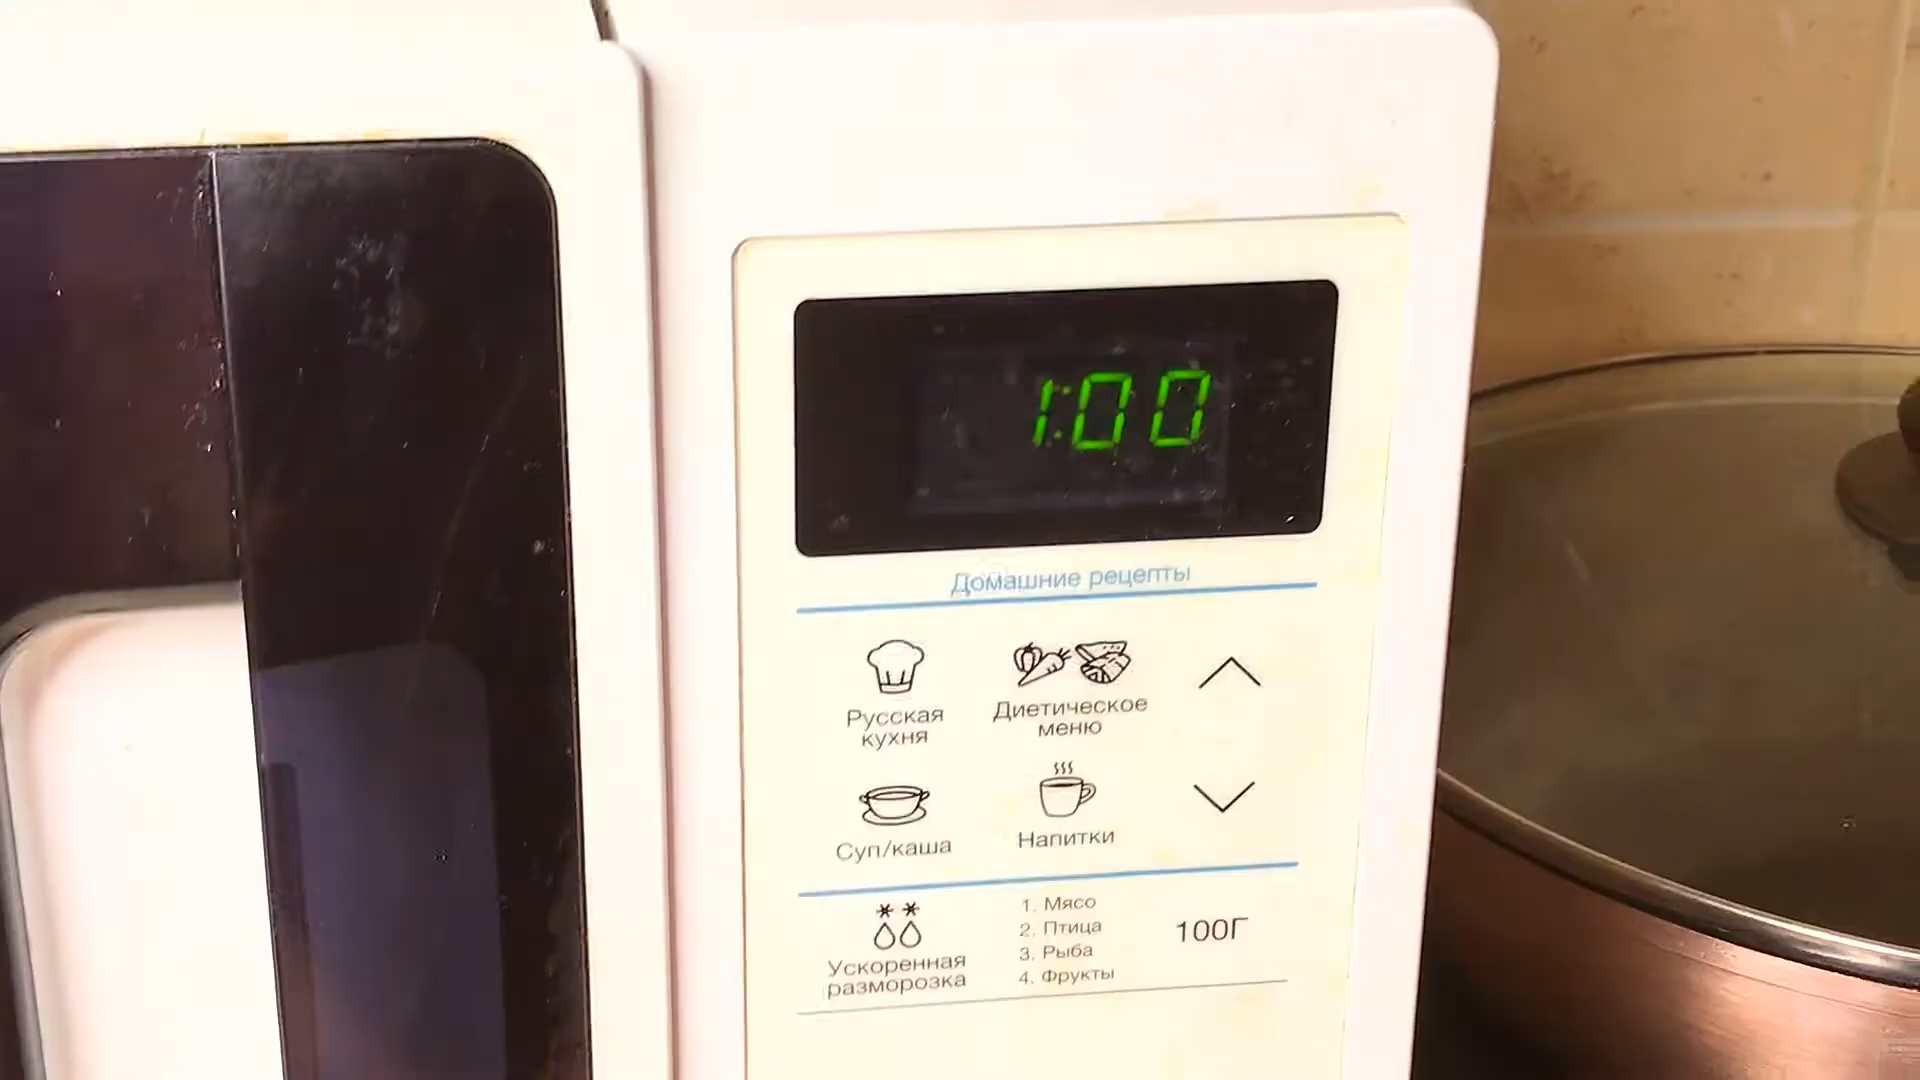 1:00
Домашние рецепты
Русская
кухня
Диетическое
меню
Суп/каша
Напитки
Ускоренная
разморозка
1. Мясо
2. Птица
3. Рыба
4. Фрукты
100Г